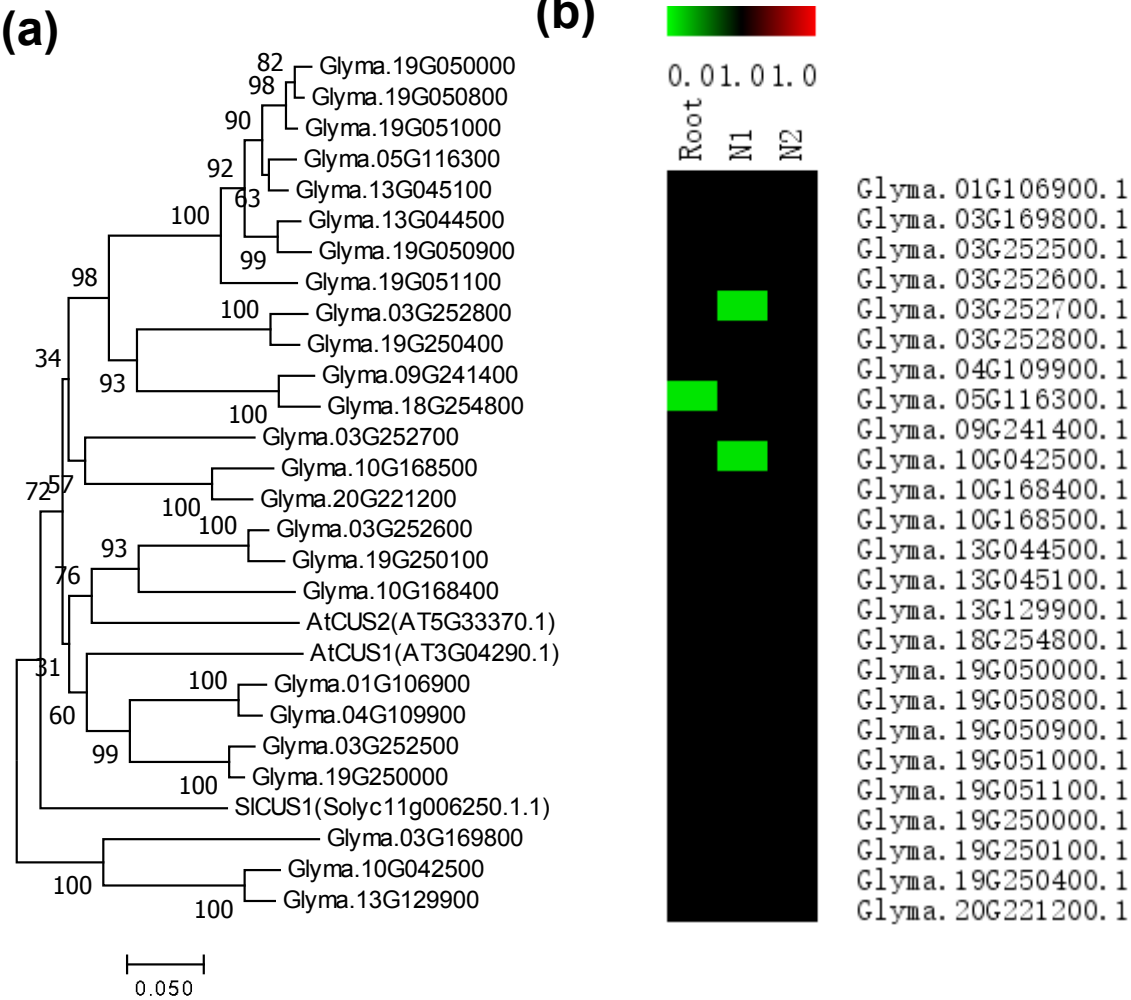 (a)
82
Glyma.19G050000
98
Glyma.19G050800
90
Glyma.19G051000
Glyma.05G116300
92
63
Glyma.13G045100
100
Glyma.13G044500
99
Glyma.19G050900
98
Glyma.19G051100
100
Glyma.03G252800
34
Glyma.19G250400
93
Glyma.09G241400
100
Glyma.18G254800
Glyma.03G252700
72
57
Glyma.10G168500
100
Glyma.20G221200
100
Glyma.03G252600
93
Glyma.19G250100
76
Glyma.10G168400
AtCUS2(AT5G33370.1)
31
AtCUS1(AT3G04290.1)
100
Glyma.01G106900
60
Glyma.04G109900
99
Glyma.03G252500
100
Glyma.19G250000
SlCUS1(Solyc11g006250.1.1)
Glyma.03G169800
100
Glyma.10G042500
100
Glyma.13G129900
0.050
(b)
0.0 1.0 1.0
Root
N1
N2
Glyma.01G106900.1
Glyma.03G169800.1
Glyma.03G252500.1
Glyma.03G252600.1
Glyma.03G252700.1
Glyma.03G252800.1
Glyma.04G109900.1
Glyma.05G116300.1
Glyma.09G241400.1
Glyma.10G042500.1
Glyma.10G168400.1
Glyma.10G168500.1
Glyma.13G044500.1
Glyma.13G045100.1
Glyma.13G129900.1
Glyma.18G254800.1
Glyma.19G050000.1
Glyma.19G050800.1
Glyma.19G050900.1
Glyma.19G051000.1
Glyma.19G051100.1
Glyma.19G250000.1
Glyma.19G250100.1
Glyma.19G250400.1
Glyma.20G221200.1